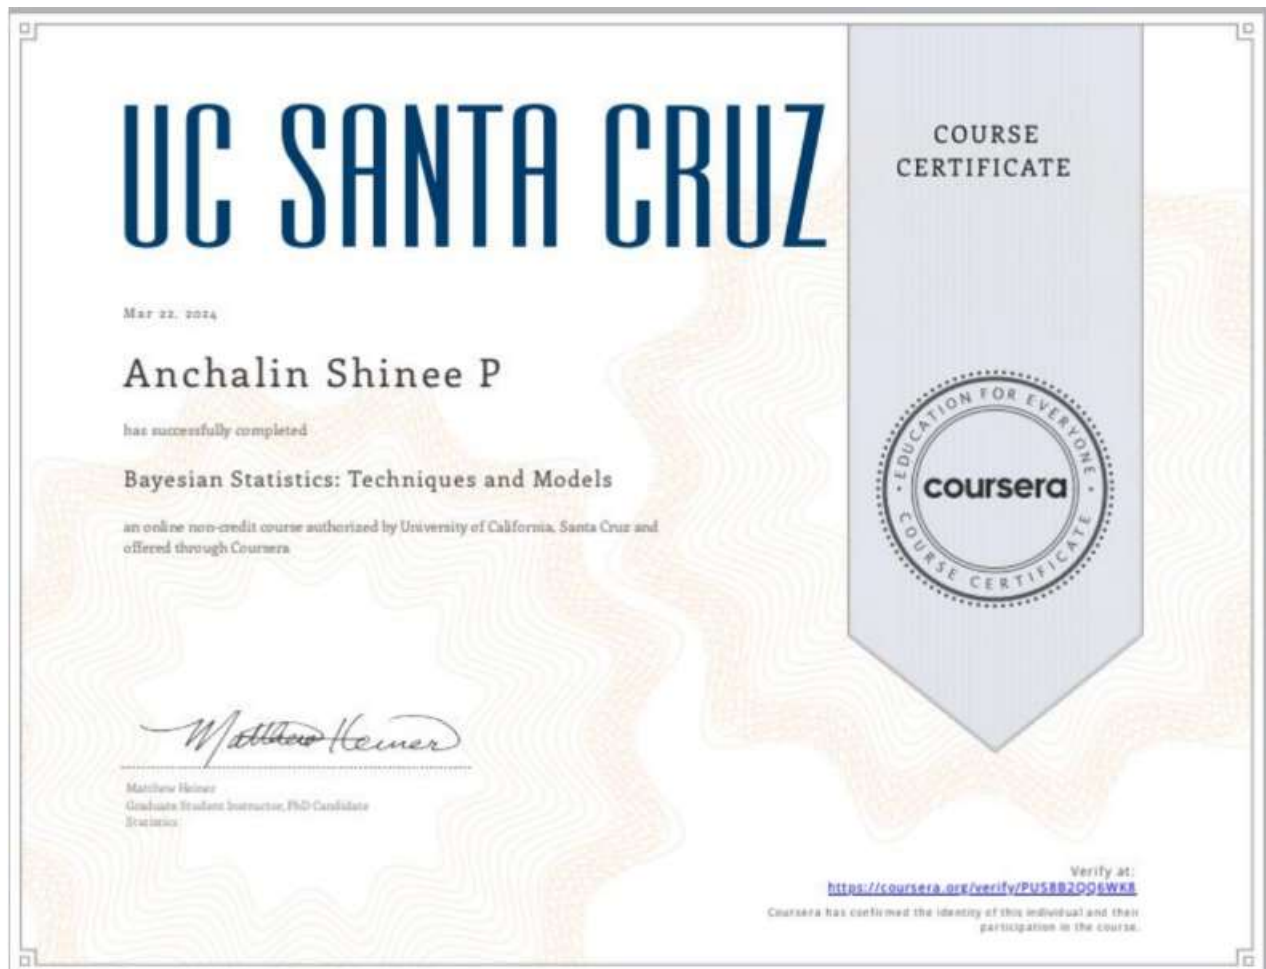 UC SANTA CRUZ
COURSE
CERTIFICATE
Mar 22, 2024
Anchalin Shinee P
has successfully completed
Bayesian Statistics: Techniques and Models
an online non-credit course authorized by University of California, Santa Cruz and
offered through Coursera
EDUCATION FOR EVERYONE
coursera
COURSE CERTIFICATE
Matthew Heiner
Matthew Heiner
Graduate Student Instructor, PhD Candidate
Statistics
Verify at:
https://coursera.org/verify/PUS8B2QQ6WK8
Coursera has confirmed the identity of this individual and their
participation in the course.